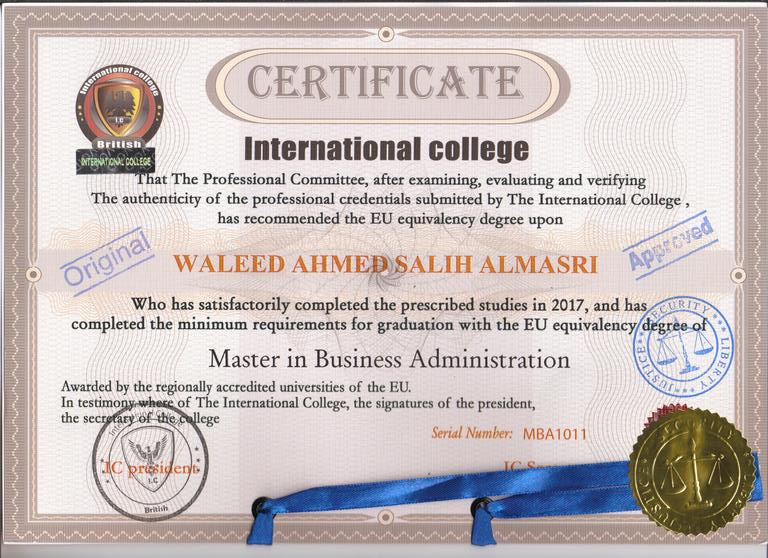 CERTIFICATE
International college
British
I.C
INTERNATIONAL COLLEGE
International college
That The Professional Committee, after examining, evaluating and verifying
The authenticity of the professional credentials submitted by The International College ,
has recommended the EU equivalency degree upon
Original
Approved
WALEED AHMED SALIH ALMASRI
Who has satisfactorily completed the prescribed studies in 2017, and has
completed the minimum requirements for graduation with the EU equivalency degree of
SECURITY
LIBERTY
JUSTICE
Master in Business Administration
Awarded by the regionally accredited universities of the EU.
In testimony where of The International College, the signatures of the president,
the secretary of the college
Serial Number: MBA1011
International College
IC president
I.C
British
IC
JUSTICE